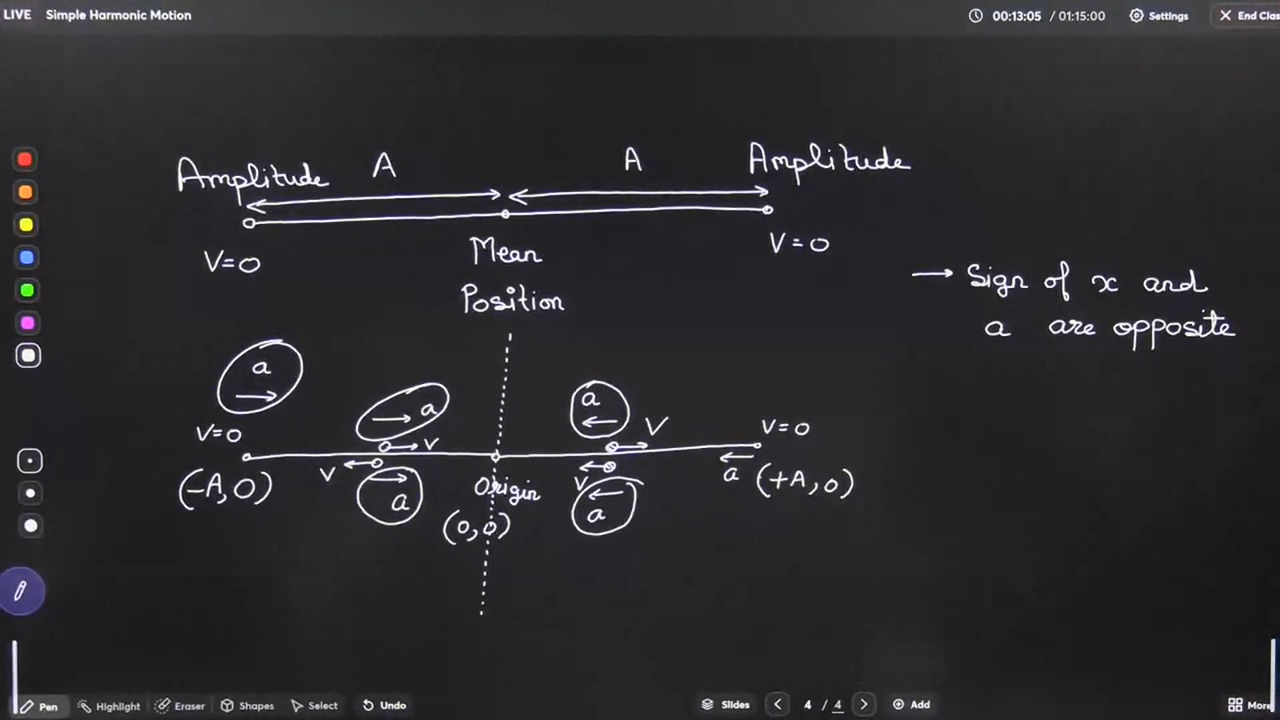 LIVE Simple Harmonic Motion 00:13:05 / 01:15:00 Settings End Clas
Amplitude A A Amplitude
V=0 Mean V=0
Position
→ Sign of x and
a are opposite
a a a
V=0 v V V=0
(-A, 0) v a Origin v a a (+A, 0)
(0,0)
Pen Highlight Eraser Shapes Select Undo Slides 4 / 4 Add More